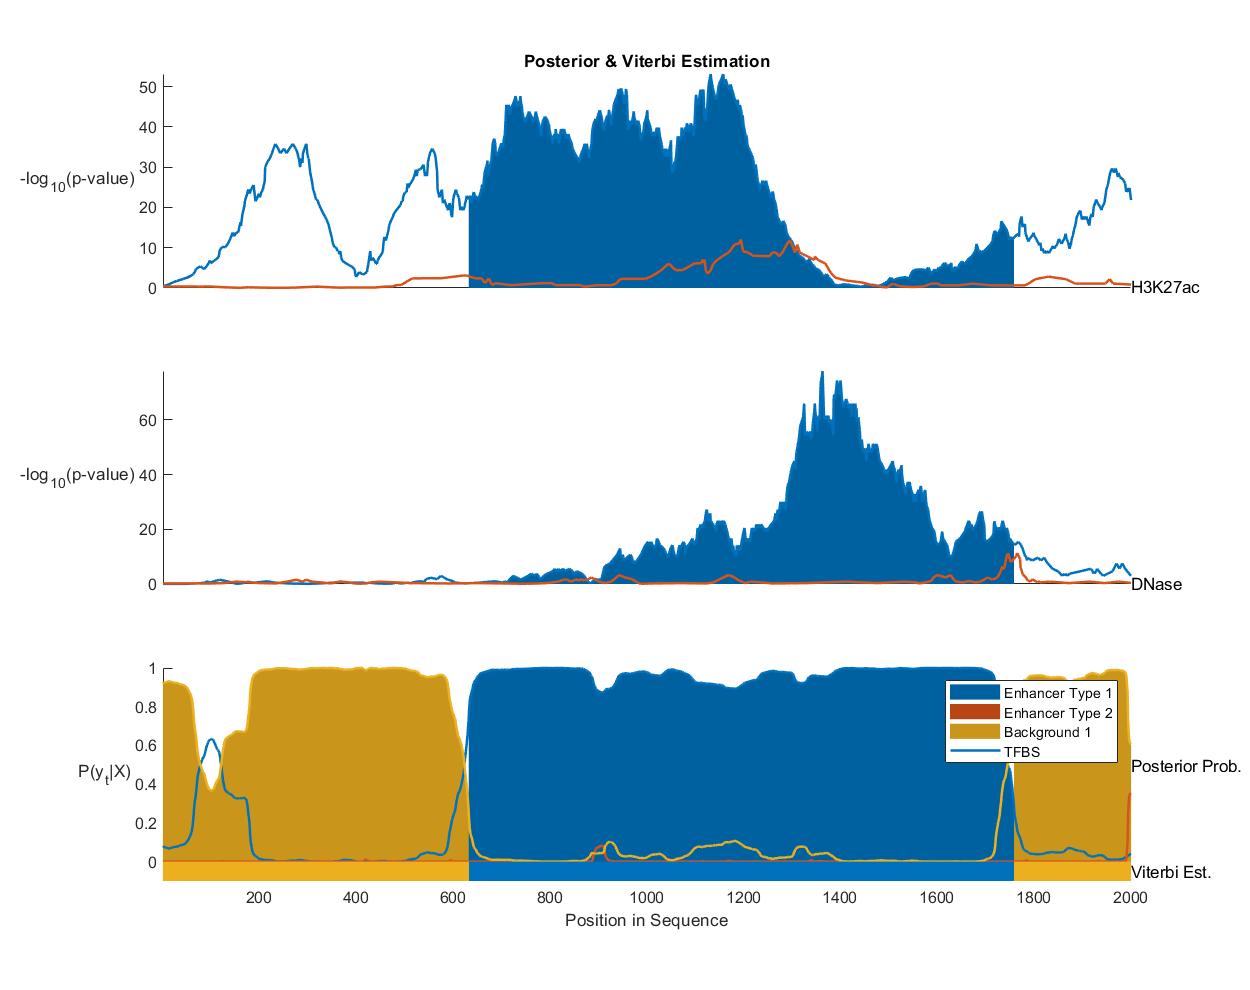 Posterior & Viterbi Estimation
50
40
30
-log10(p-value)
20
10
0
H3K27ac
60
-log10(p-value) 40
20
0
DNase
1
Enhancer Type 1
0.8
Enhancer Type 2
Background 1
0.6
TFBS
P(yt|X)
Posterior Prob.
0.4
0.2
0
Viterbi Est.
200 400 600 800 1000 1200 1400 1600 1800 2000
Position in Sequence